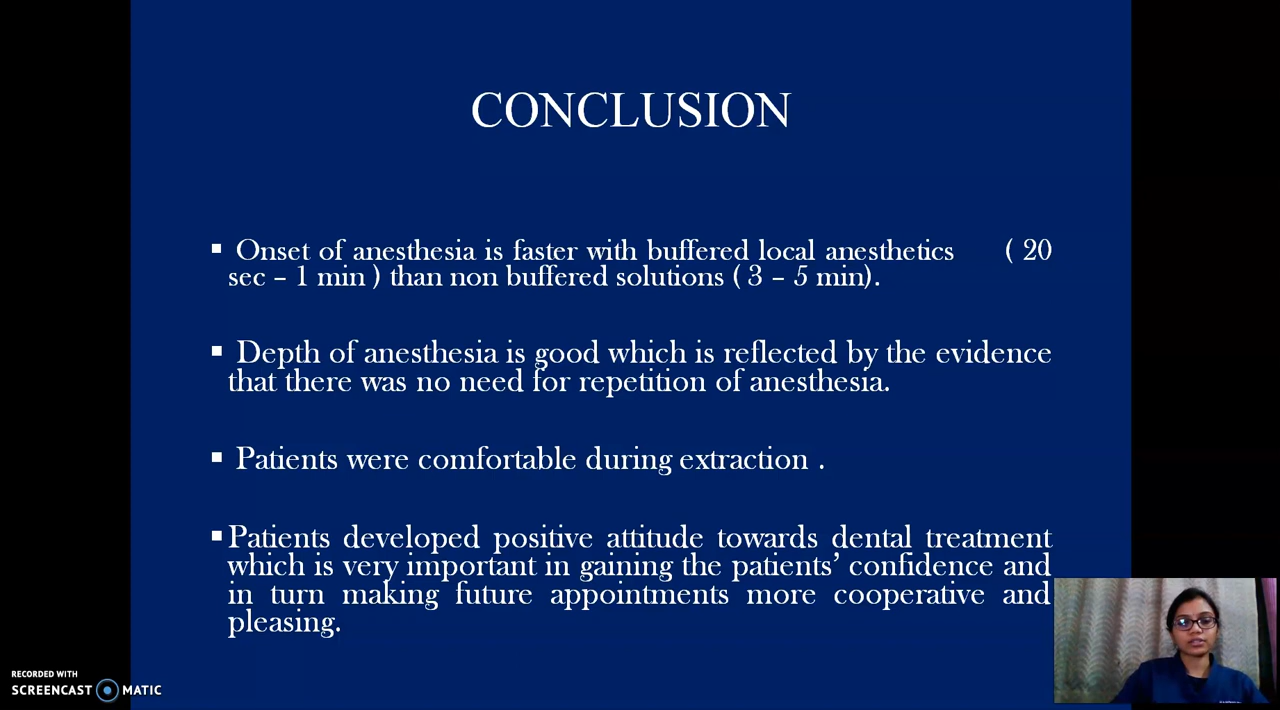 CONCLUSION
▪ Onset of anesthesia is faster with buffered local anesthetics ( 20
sec – 1 min ) than non buffered solutions ( 3 – 5 min).
▪ Depth of anesthesia is good which is reflected by the evidence
that there was no need for repetition of anesthesia.
▪ Patients were comfortable during extraction .
▪ Patients developed positive attitude towards dental treatment
which is very important in gaining the patients’ confidence and
in turn making future appointments more cooperative and
pleasing.
RECORDED WITH
SCREENCAST MATIC